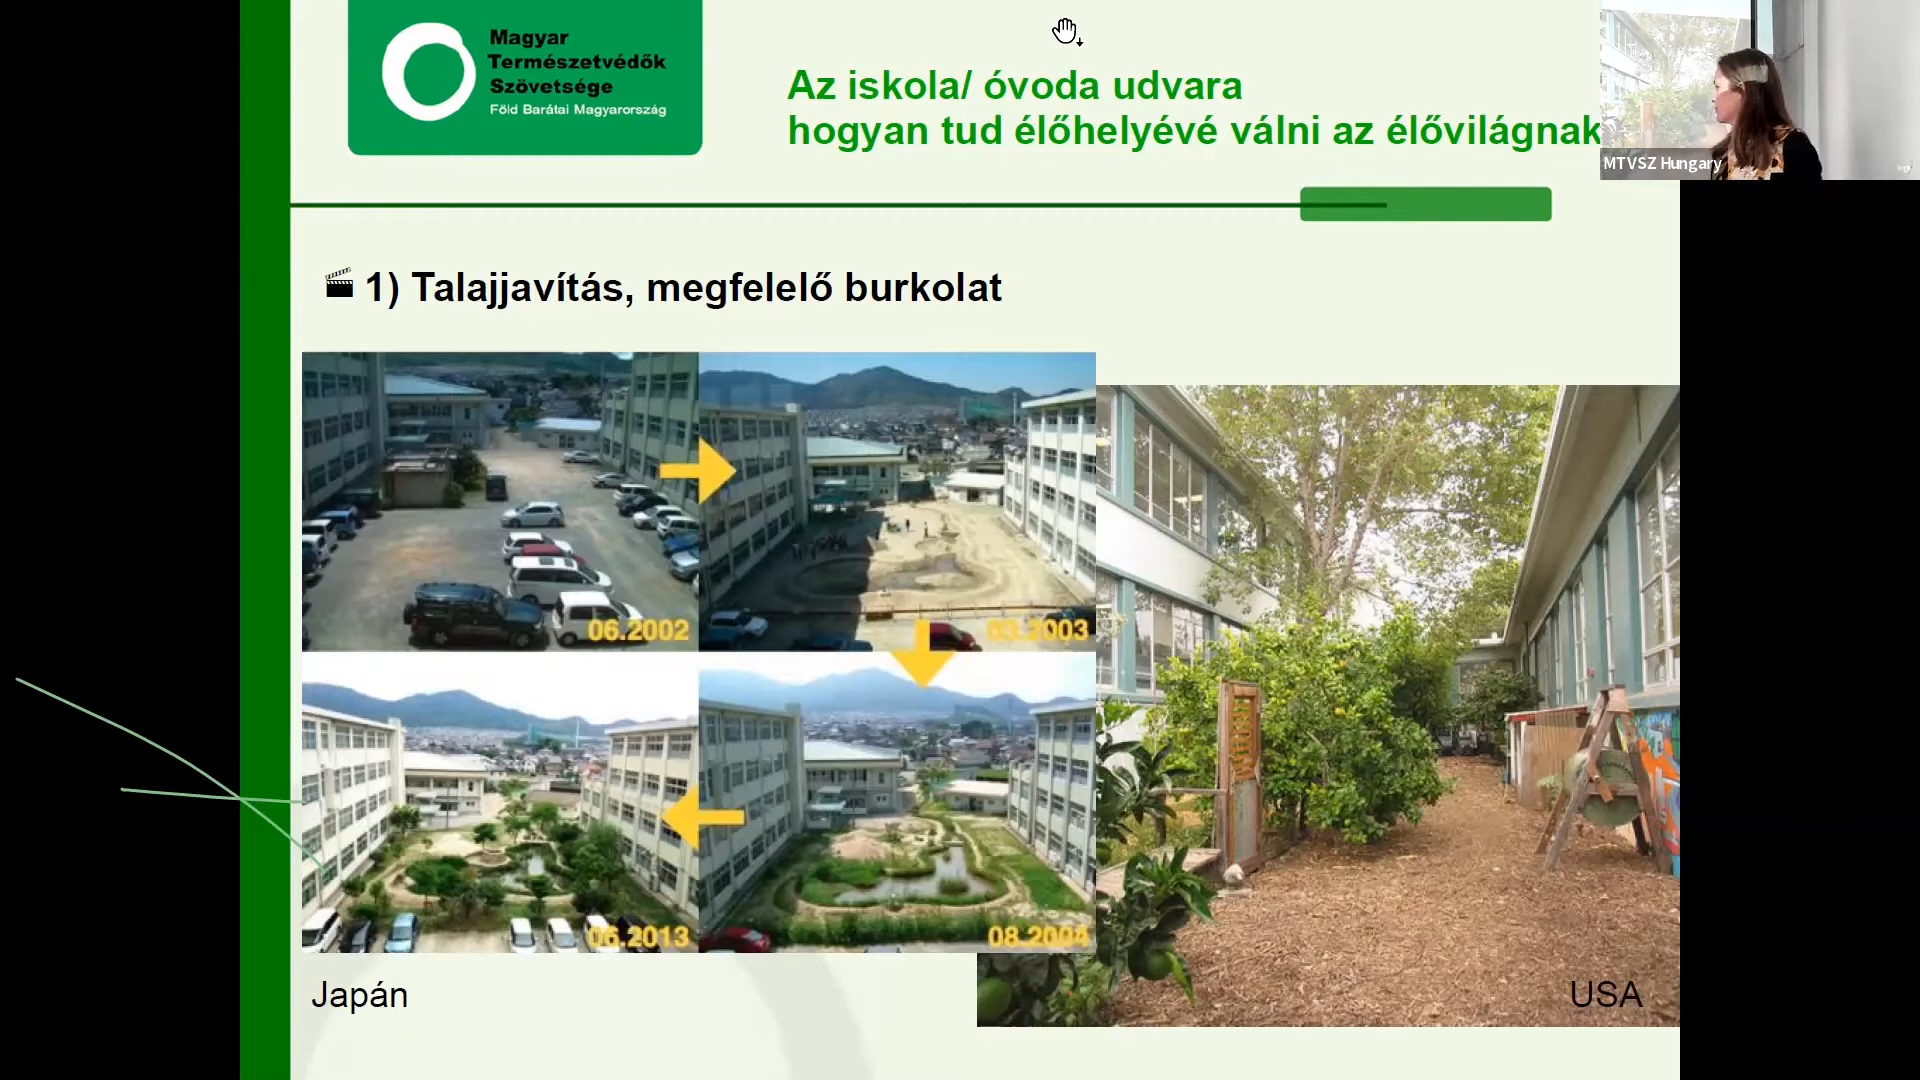 Magyar
Természetvédők
Szövetsége
Föld Barátai Magyarország
Az iskola/ óvoda udvara
hogyan tud élőhelyévé válni az élővilágnak
MTVSZ Hungary
1) Talajjavítás, megfelelő burkolat
06.2002
03.2003
06.2013
08.2004
Japán
USA